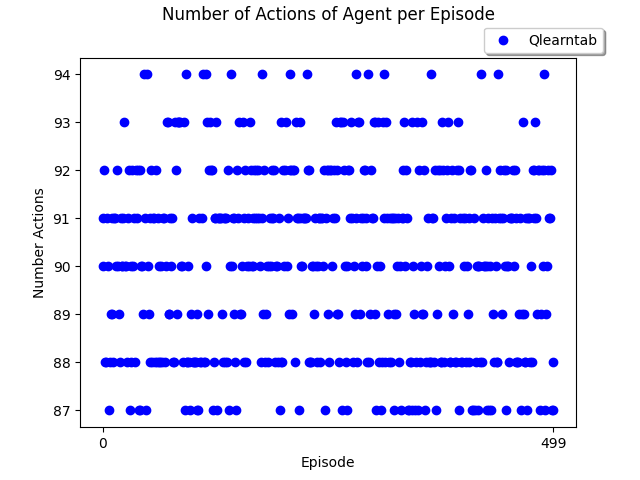 Number of Actions of Agent per Episode
Qlearntab
94
93
92
91
90
89
88
87
Number Actions
0 499
Episode